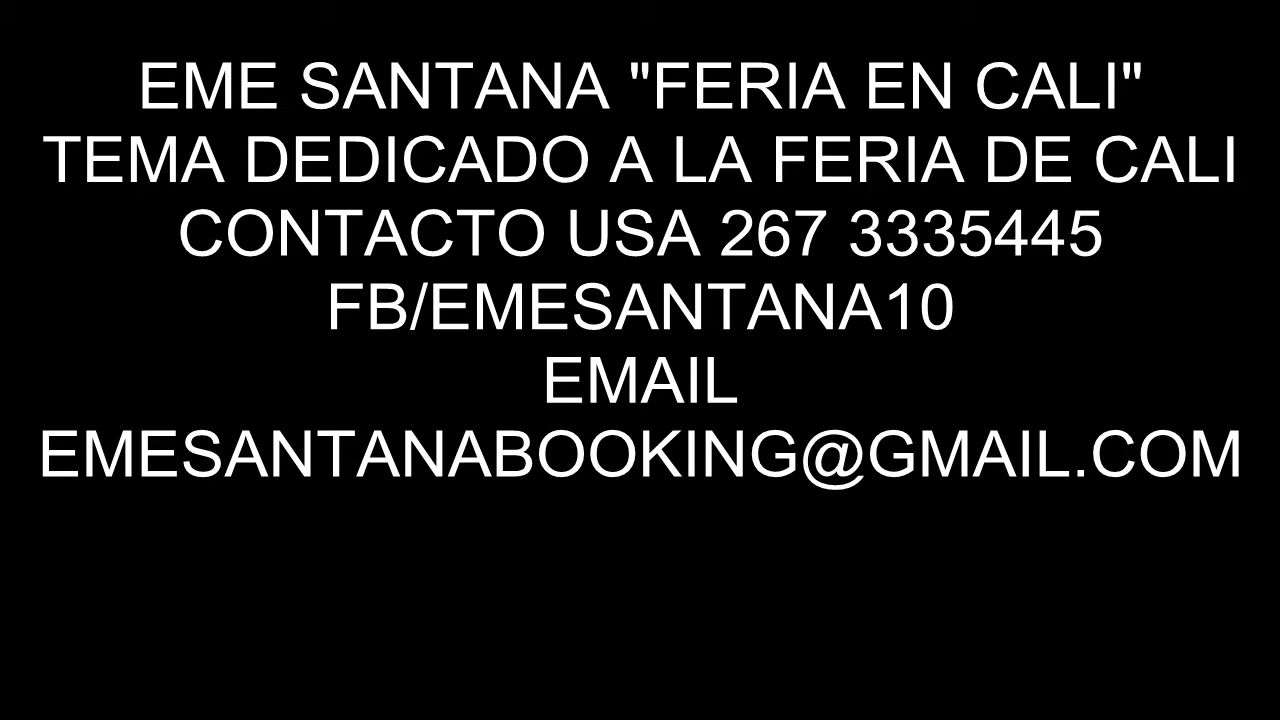 EME SANTANA "FERIA EN CALI"
TEMA DEDICADO A LA FERIA DE CALI
CONTACTO USA 267 3335445
FB/EMESANTANA10
EMAIL
EMESANTANABOOKING@GMAIL.COM